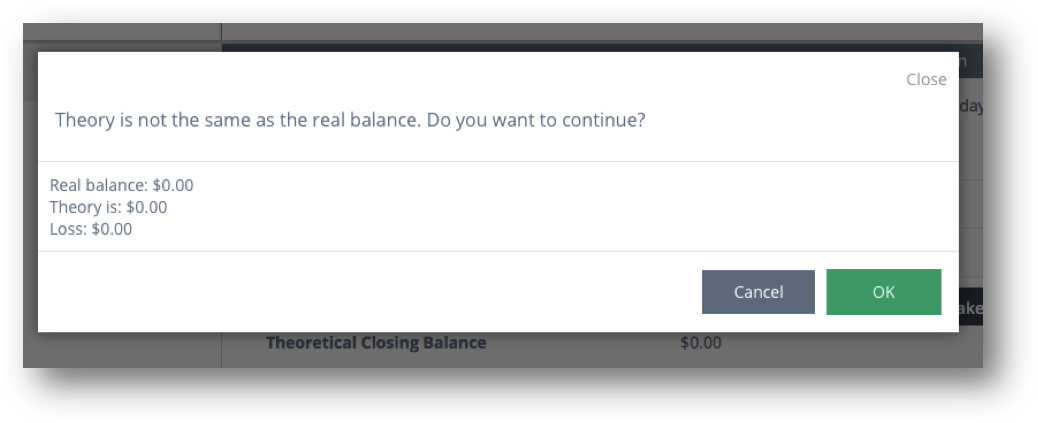 Close
Theory is not the same as the real balance. Do you want to continue?
Real balance: $0.00
Theory is: $0.00
Loss: $0.00
Cancel OK
Theoretical Closing Balance $0.00